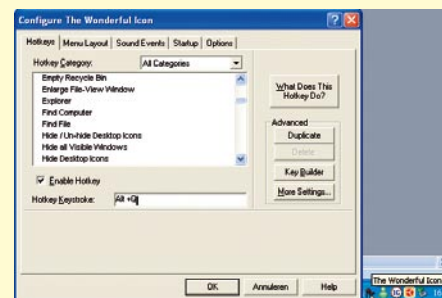 Configure The Wonderful Icon
Hotkeys Menu Layout Sound Events Startup Options
Hotkey Category: All Categories
Empty Recycle Bin
Enlarge File-View Window
Explorer
Find Computer
Find File
Hide / Un-hide Desktop Icons
Hide all Visible Windows
Hide Desktop Icons
Enable Hotkey
Hotkey Keystroke: Alt +Q
What Does This
Hotkey Do?
Advanced
Duplicate
Delete
Key Builder
More Settings...
OK Annuleren Help
The Wonderful Icon
16